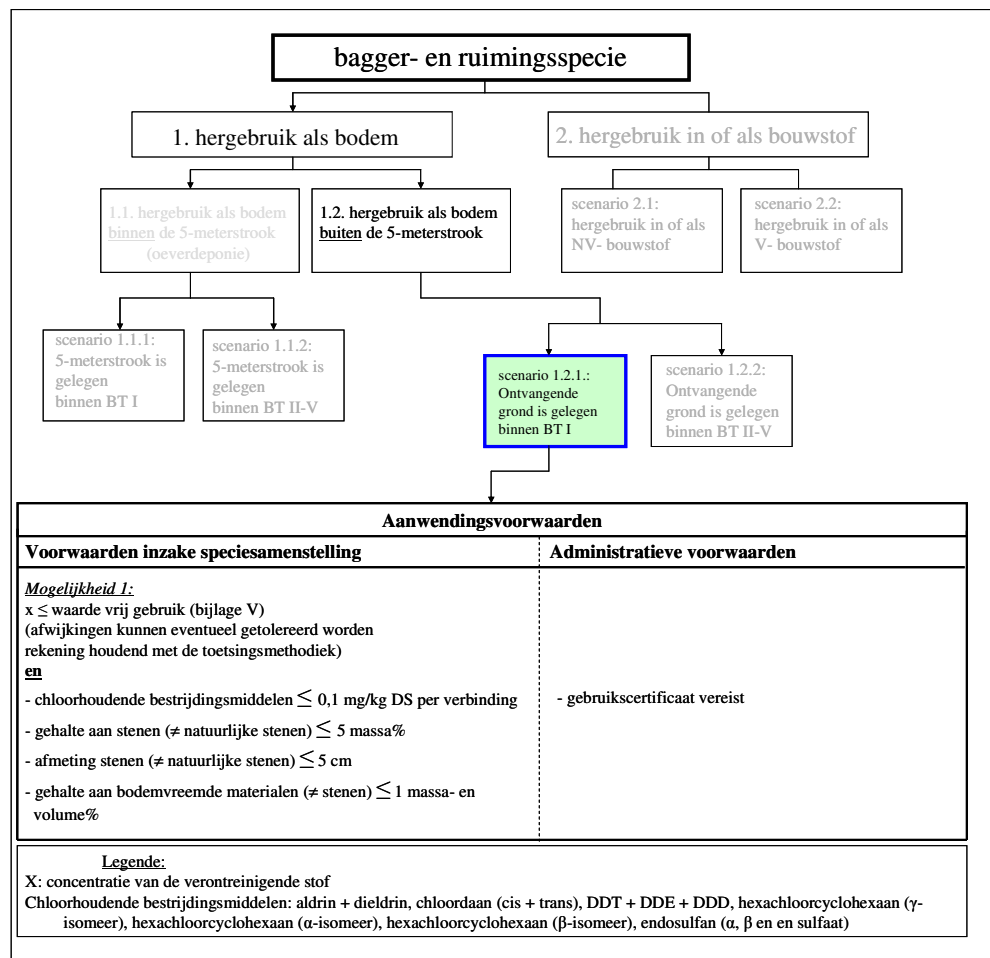 bagger- en ruimingsspecie
1. hergebruik als bodem
2. hergebruik in of als bouwstof
1.1. hergebruik als bodem
binnen de 5-meterstrook
(oeverdeponie)
1.2. hergebruik als bodem
buiten de 5-meterstrook
scenario 2.1:
hergebruik in of als
NV- bouwstof
scenario 2.2:
hergebruik in of als
V- bouwstof
scenario 1.1.1:
5-meterstrook is
gelegen
binnen BT I
scenario 1.1.2:
5-meterstrook is
gelegen
binnen BT II-V
scenario 1.2.1.:
Ontvangende
grond is gelegen
binnen BT I
scenario 1.2.2:
Ontvangende
grond is gelegen
binnen BT II-V
Aanwendingsvoorwaarden
Voorwaarden inzake speciesamenstelling
Administratieve voorwaarden
Mogelijkheid 1:
x ≤ waarde vrij gebruik (bijlage V)
(afwijkingen kunnen eventueel getolereerd worden
rekening houdend met de toetsingsmethodiek)
en
- chloorhoudende bestrijdingsmiddelen ≤ 0,1 mg/kg DS per verbinding
- gehalte aan stenen (≠ natuurlijke stenen) ≤ 5 massa%
- afmeting stenen (≠ natuurlijke stenen) ≤ 5 cm
- gehalte aan bodemvreemde materialen (≠ stenen) ≤ 1 massa- en
volume%
- gebruikscertificaat vereist
Legende:
X: concentratie van de verontreinigende stof
Chloorhoudende bestrijdingsmiddelen: aldrin + dieldrin, chloordaan (cis + trans), DDT + DDE + DDD, hexachloorcyclohexaan (γ-
isomeer), hexachloorcyclohexaan (α-isomeer), hexachloorcyclohexaan (β-isomeer), endosulfan (α, β en en sulfaat)